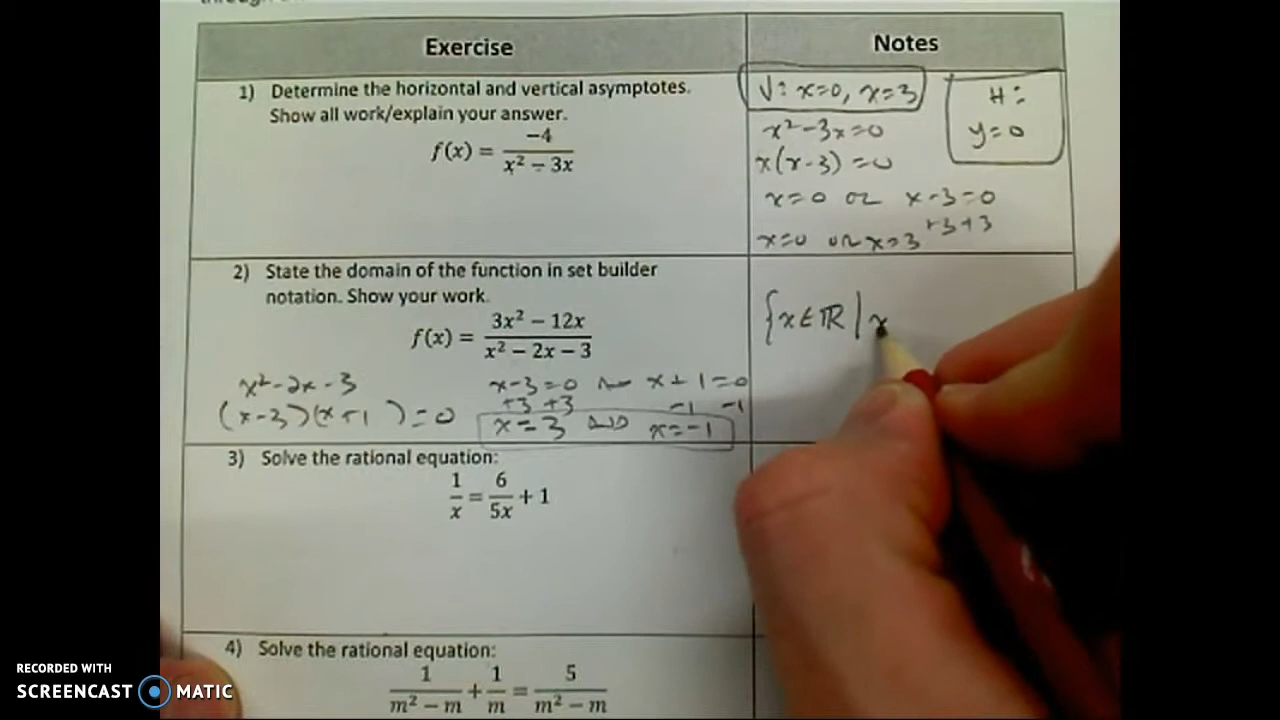 Exercise
Notes
1) Determine the horizontal and vertical asymptotes.
Show all work/explain your answer.
f(x) = -4 / x² - 3x
V: x=0, x=3
H:
y=0
x²-3x=0
x(x-3)=0
x=0 or x-3=0
+3 +3
x=0 or x=3
2) State the domain of the function in set builder
notation. Show your work.
f(x) = 3x² - 12x / x² - 2x - 3
{x∈ℝ|x
x²-2x-3
(x-3)(x+1)=0
x-3=0 x+1=0
+3 +3 -1 -1
x=3 x=-1
3) Solve the rational equation:
1/x = 6/5x + 1
4) Solve the rational equation:
1/m² - m + 1/m = 5/m² - m
RECORDED WITH
SCREENCAST MATIC